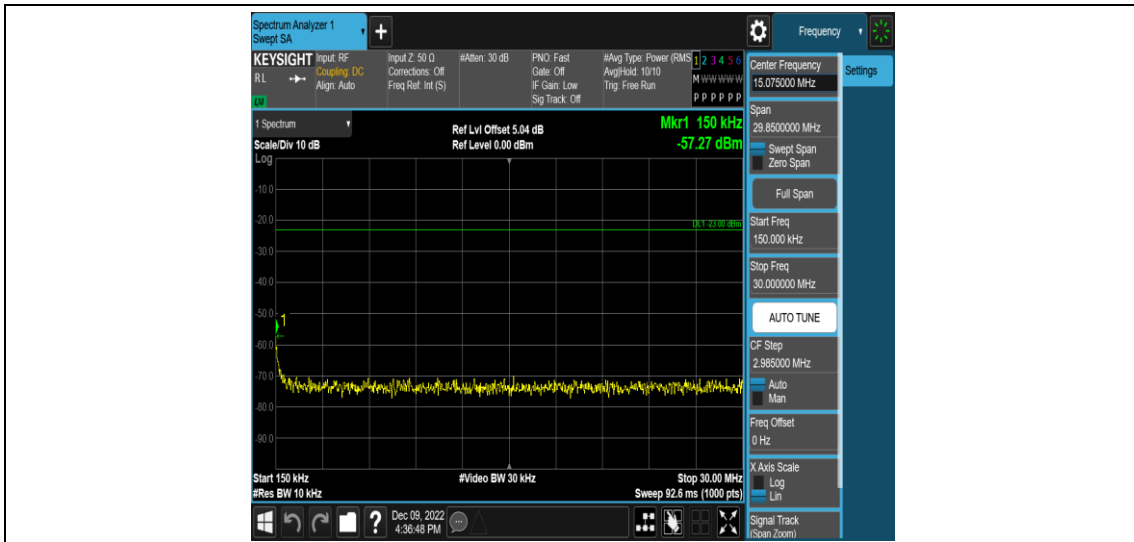 Spectrum Analyzer 1
Swept SA
+
Frequency
KEYSIGHT
RL
Input: RF
Coupling: DC
Align: Auto
Input Z: 50 Ω
Corrections: Off
Freq Ref: Int (S)
#Atten: 30 dB
PNO: Fast
Gate: Off
IF Gain: Low
Sig Track: Off
#Avg Type: Power (RMS
Avg|Hold: 10/10
Trig: Free Run
1 2 3 4 5 6
M W W W W W
P P P P P P
LXI
1 Spectrum
Scale/Div 10 dB
Log
Ref Lvl Offset 5.04 dB
Ref Level 0.00 dBm
Mkr1 150 kHz
-57.27 dBm
-10.0
-20.0
DL1 -23.00 dBm
-30.0
-40.0
-50.0
1
-60.0
-70.0
-80.0
-90.0
Start 150 kHz
#Video BW 30 kHz
Stop 30.00 MHz
#Res BW 10 kHz
Sweep 92.6 ms (1000 pts)
?
Dec 09, 2022
4:36:48 PM
Center Frequency
15.075000 MHz
Settings
Span
29.8500000 MHz
Swept Span
Zero Span
Full Span
Start Freq
150.000 kHz
Stop Freq
30.000000 MHz
AUTO TUNE
CF Step
2.985000 MHz
Auto
Man
Freq Offset
0 Hz
X Axis Scale
Log
Lin
Signal Track
(Span Zoom)